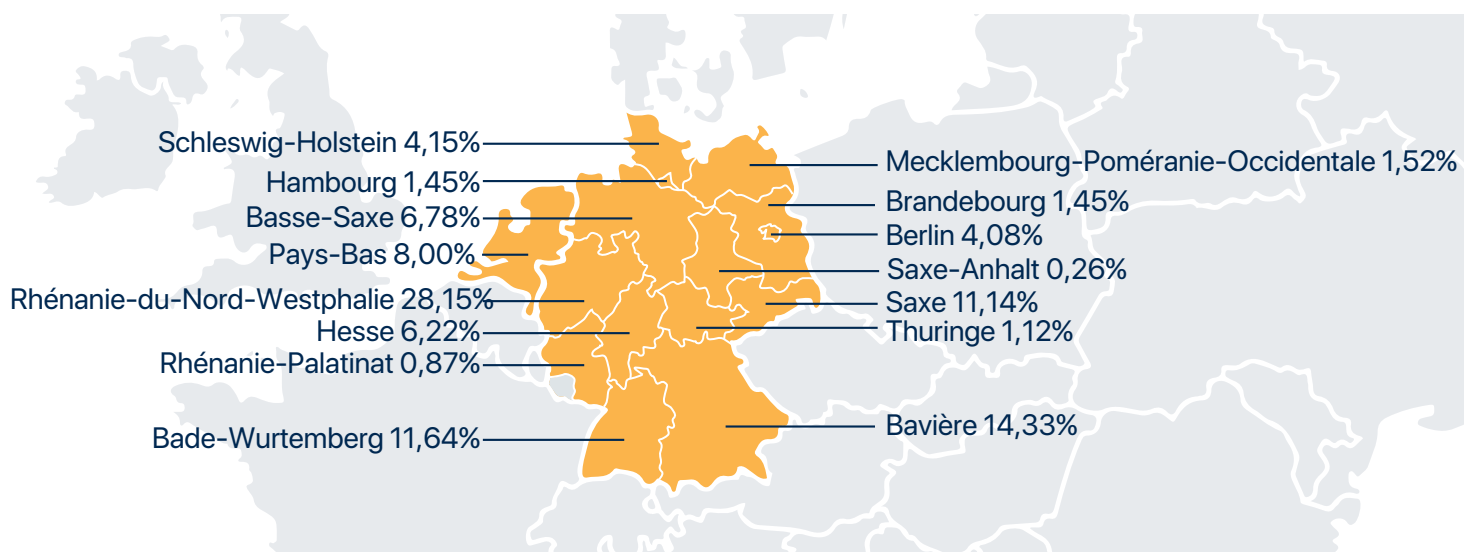 Schleswig-Holstein 4,15%
Hambourg 1,45%
Basse-Saxe 6,78%
Pays-Bas 8,00%
Rhénanie-du-Nord-Westphalie 28,15%
Hesse 6,22%
Rhénanie-Palatinat 0,87%
Bade-Wurtemberg 11,64%
Mecklembourg-Poméranie-Occidentale 1,52%
Brandebourg 1,45%
Berlin 4,08%
Saxe-Anhalt 0,26%
Saxe 11,14%
Thuringe 1,12%
Bavière 14,33%